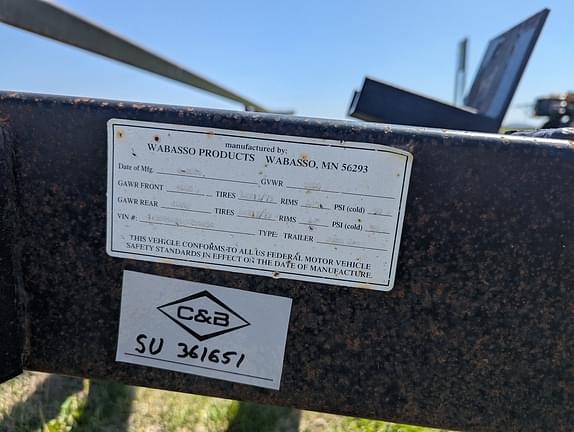 manufactured by:
WABASSO PRODUCTS WABASSO, MN 56293
Date of Mfg. GVWR
GAWR FRONT TIRES RIMS PSI (cold)
GAWR REAR TIRES RIMS PSI (cold)
VIN #: TYPE: TRAILER
THIS VEHICLE CONFORMS TO ALL US FEDERAL MOTOR VEHICLE
SAFETY STANDARDS IN EFFECT ON THE DATE OF MANUFACTURE.
C&B
SU 361651